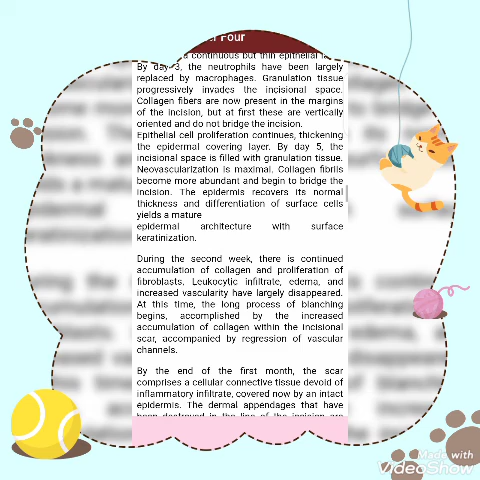 r Four
a continuous but thin epithelial
By day 3, the neutrophils have been largely
replaced by macrophages. Granulation tissue
progressively invades the incisional space.
Collagen fibers are now present in the margins
of the incision, but at first these are vertically
oriented and do not bridge the incision.
Epithelial cell proliferation continues, thickening
the epidermal covering layer. By day 5, the
incisional space is filled with granulation tissue.
Neovascularization is maximal. Collagen fibrils
become more abundant and begin to bridge the
incision. The epidermis recovers its normal
thickness and differentiation of surface cells
yields a mature
epidermal architecture with surface
keratinization.
During the second week, there is continued
accumulation of collagen and proliferation of
fibroblasts. Leukocytic infiltrate, edema, and
increased vascularity have largely disappeared.
At this time, the long process of blanching
begins, accomplished by the increased
accumulation of collagen within the incisional
scar, accompanied by regression of vascular
channels.
By the end of the first month, the scar
comprises a cellular connective tissue devoid of
inflammatory infiltrate, covered now by an intact
epidermis. The dermal appendages that have
been destroyed in the line of the incision are
Made with
VideoShow